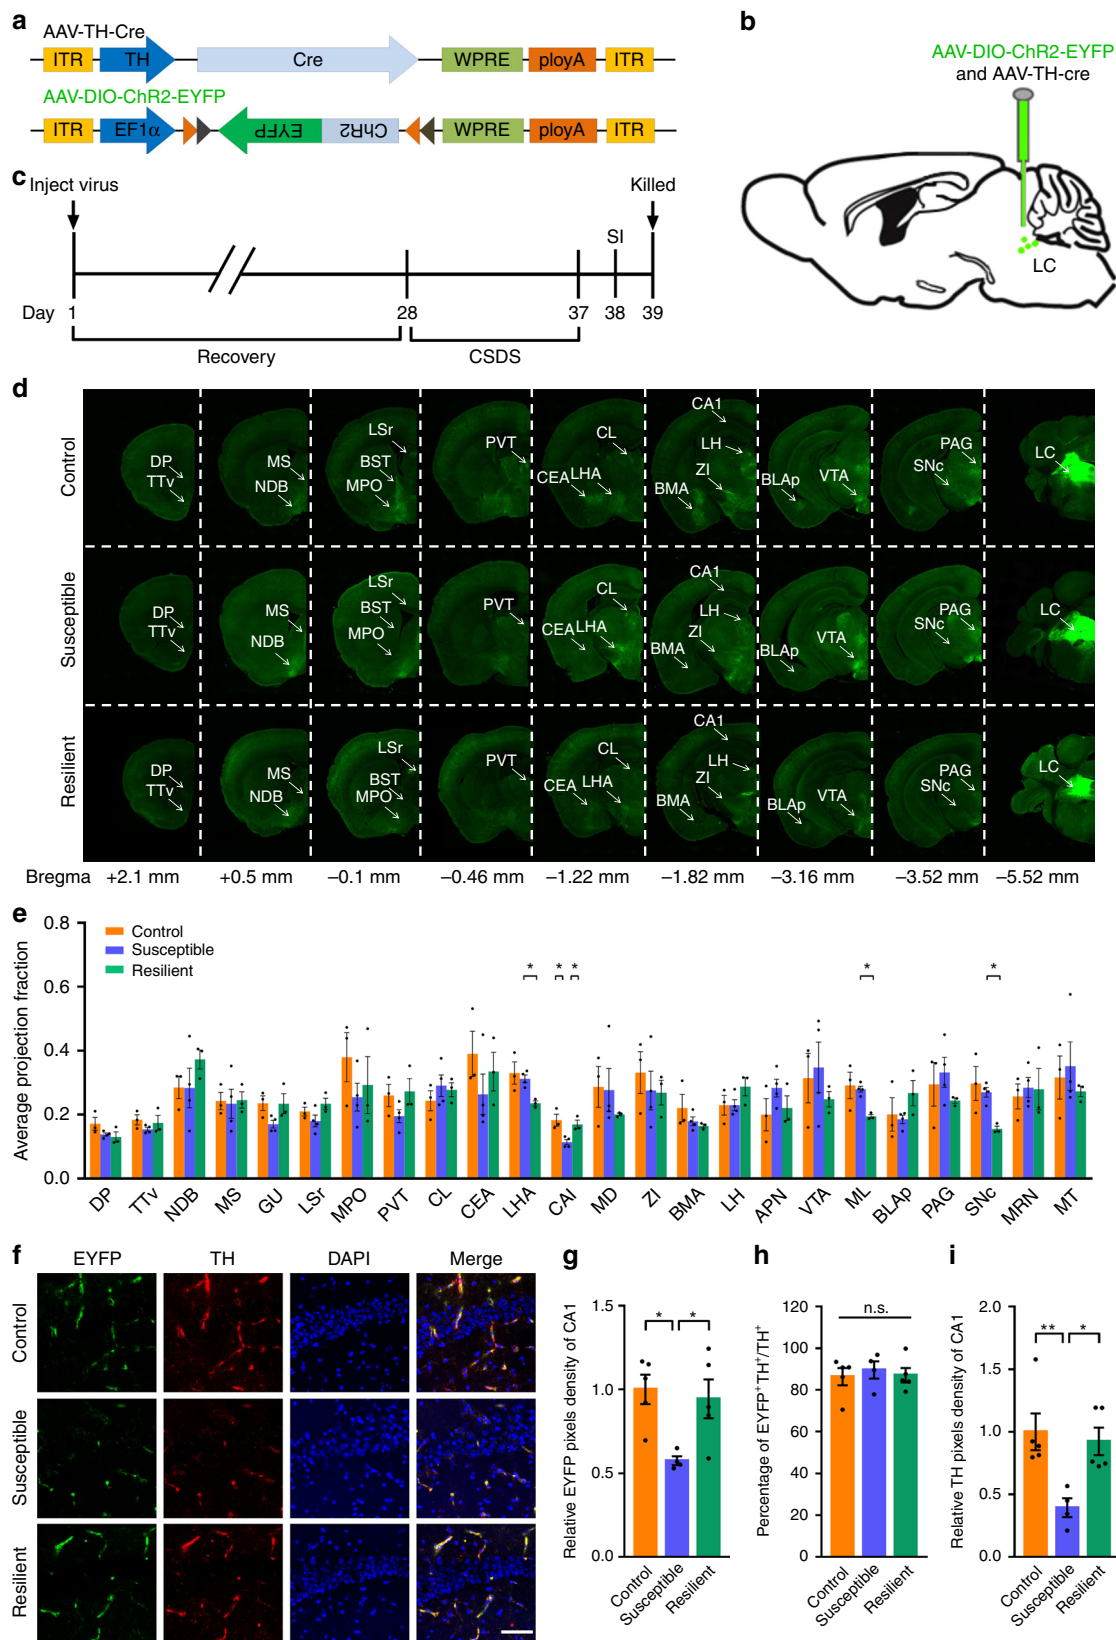 a
AAV-TH-Cre
ITR TH Cre WPRE ployA ITR
AAV-DIO-ChR2-EYFP
ITR EF1α EYFP ChR2 WPRE ployA ITR
b
AAV-DIO-ChR2-EYFP
and AAV-TH-cre
LC
c
Inject virus Killed
SI
Day 1 28 37 38 39
Recovery CSDS
d
Control
DP TTv MS NDB LSr BST MPO PVT CL CEA LHA CA1 LH ZI BMA BLAp VTA PAG SNc LC
Susceptible
DP TTv MS NDB LSr BST MPO PVT CL CEA LHA CA1 LH ZI BMA BLAp VTA PAG SNc LC
Resilient
DP TTv MS NDB LSr BST MPO PVT CL CEA LHA CA1 LH ZI BMA BLAp VTA PAG SNc LC
Bregma +2.1 mm +0.5 mm −0.1 mm −0.46 mm −1.22 mm −1.82 mm −3.16 mm −3.52 mm −5.52 mm
e
Average projection fraction
0.8
0.6
0.4
0.2
0.0
Control
Susceptible
Resilient
* * * * *
DP TTv NDB MS GU LSr MPO PVT CL CEA LHA CAI MD ZI BMA LH APN VTA ML BLAp PAG SNc MRN MT
f
EYFP TH DAPI Merge
Control
Susceptible
Resilient
g
Relative EYFP pixels density of CA1
1.5
1.0
0.5
0.0
* *
Control Susceptible Resilient
h
Percentage of EYFP⁺TH⁺/TH⁺
120
100
80
60
40
20
0
n.s.
Control Susceptible Resilient
i
Relative TH pixels density of CA1
2.0
1.5
1.0
0.5
0.0
** *
Control Susceptible Resilient